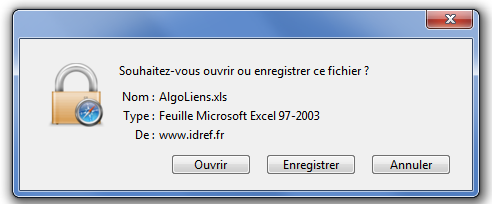 Souhaitez-vous ouvrir ou enregistrer ce fichier ?
Nom : AlgoLiens.xls
Type : Feuille Microsoft Excel 97-2003
De : www.idref.fr
Ouvrir Enregistrer Annuler